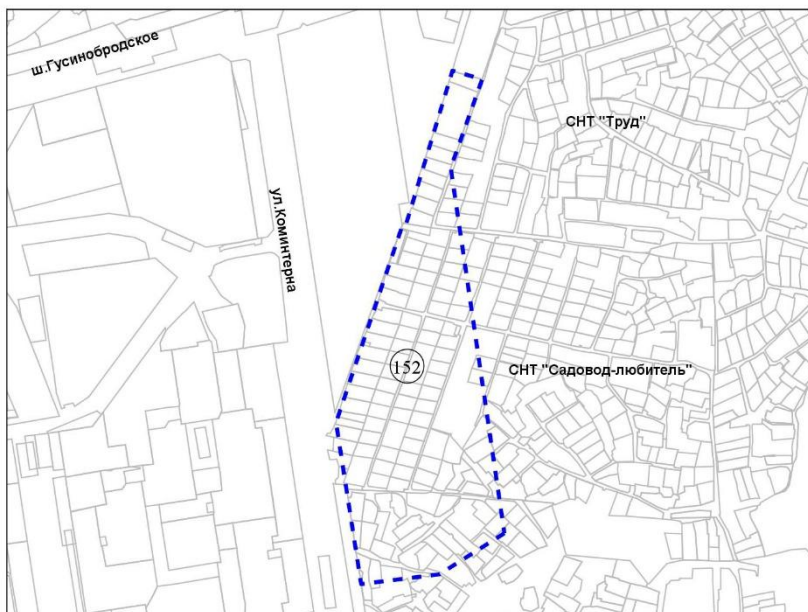 ш.Гусинобродское
СНТ "Труд"
ул.Коминтерна
152
СНТ "Садовод-любитель"